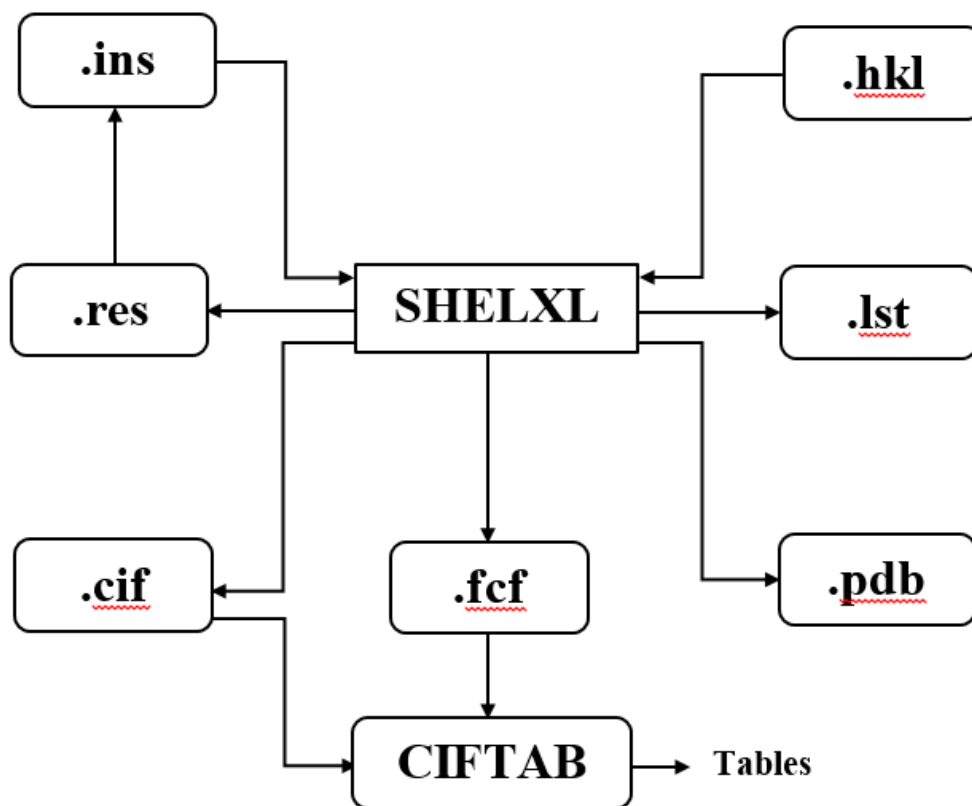 .ins
.hkl
.res
SHELXL
.lst
.cif
.fcf
.pdb
CIFTAB
Tables